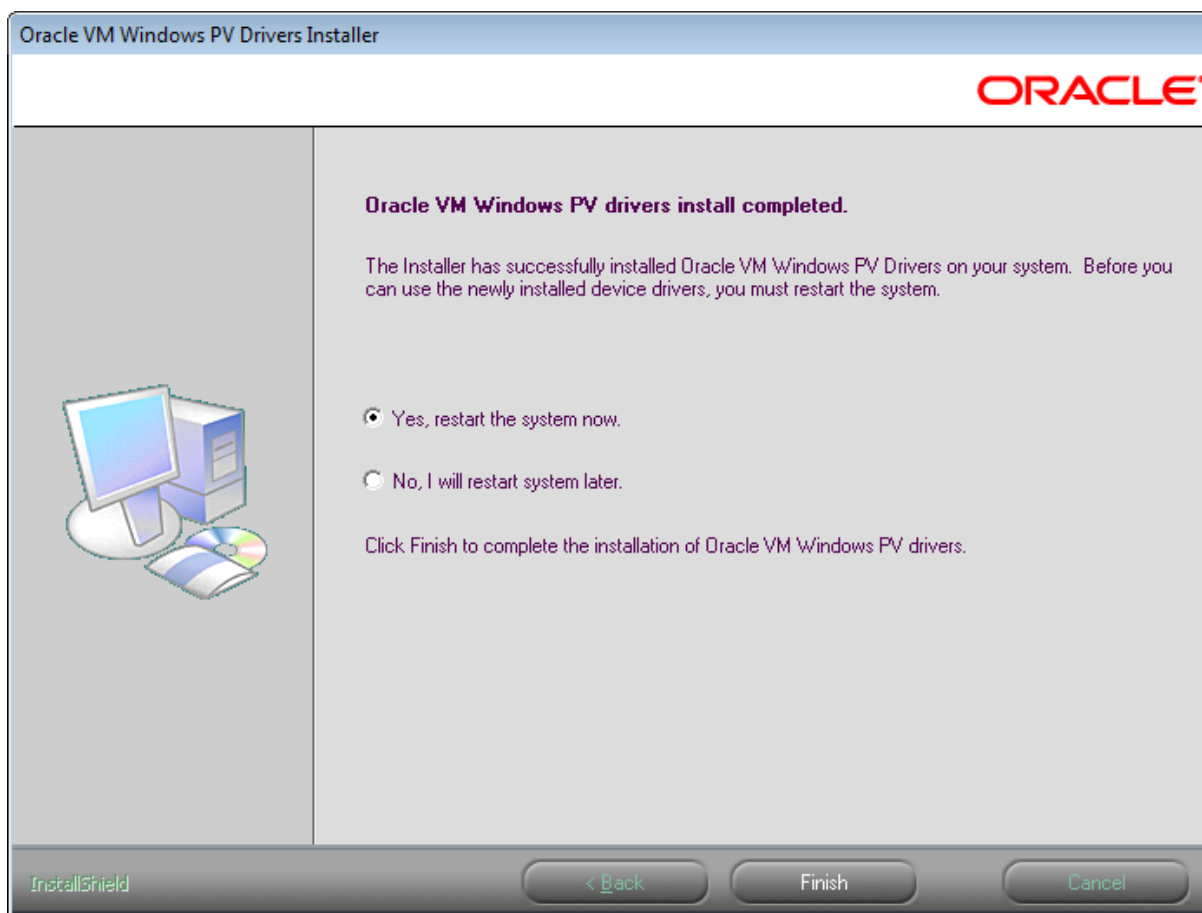 Oracle VM Windows PV Drivers Installer
ORACLE
Oracle VM Windows PV drivers install completed.
The Installer has successfully installed Oracle VM Windows PV Drivers on your system.  Before you
can use the newly installed device drivers, you must restart the system.
Yes, restart the system now.
No, I will restart system later.
Click Finish to complete the installation of Oracle VM Windows PV drivers.
InstallShield
< Back
Finish
Cancel